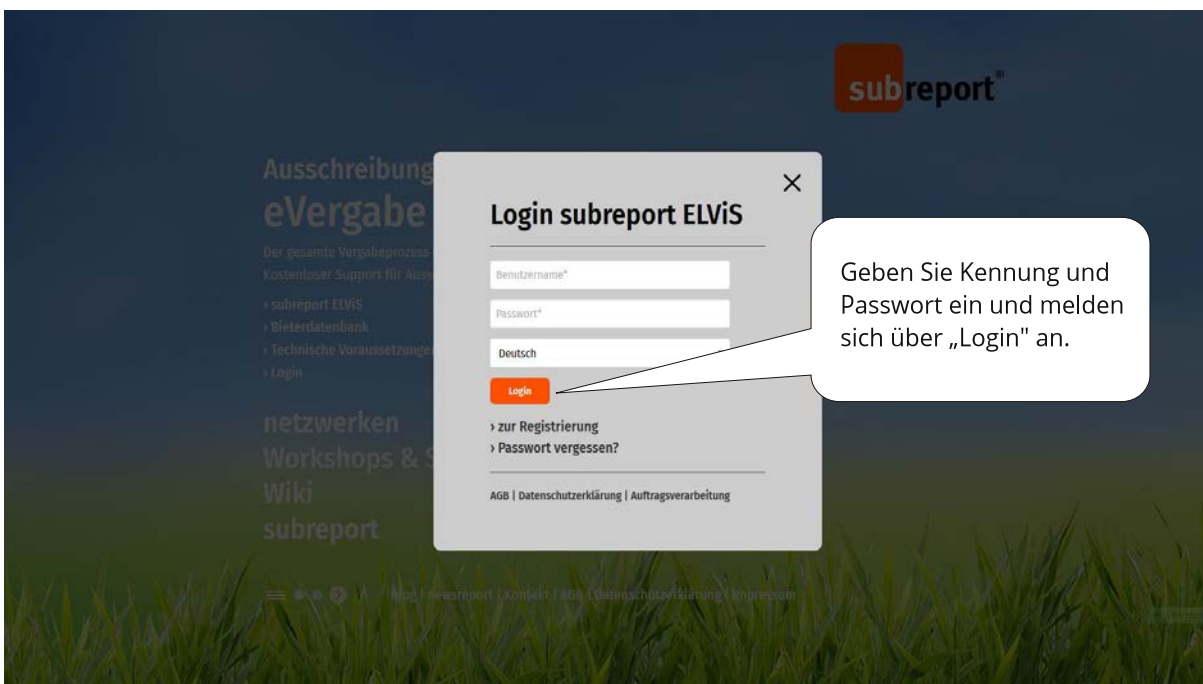 subreport®
Ausschreibung
eVergabe
Der gesamte Vergabeprozess
Kostenloser Support für
› subreport ELViS
› Bieterdatenbank
› Technische Voraussetzungen
› Login
netzwerken
Workshops & S
Wiki
subreport
Login subreport ELViS
Benutzername*
Passwort*
Deutsch
Login
› zur Registrierung
› Passwort vergessen?
AGB | Datenschutzerklärung | Auftragsverarbeitung
Geben Sie Kennung und
Passwort ein und melden
sich über „Login" an.
Blog | newsreport | Kontakt | AGB | Datenschutzerklärung | Impressum